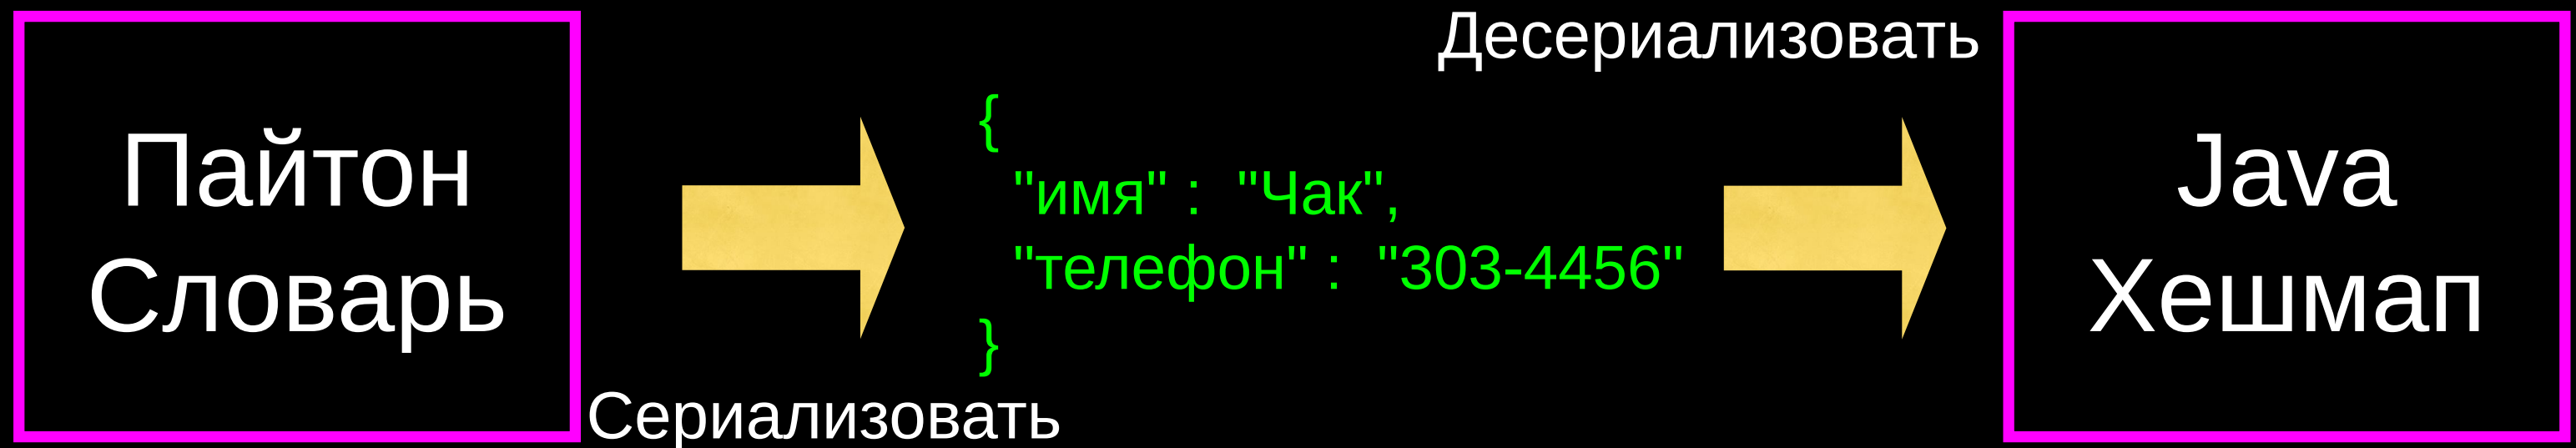 Пайтон
Словарь
Сериализовать
{
"имя" : "Чак",
"телефон" : "303-4456"
}
Десериализовать
Java
Хешмап